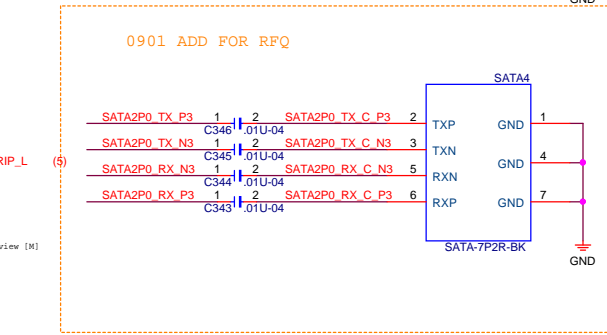 GND
0901 ADD FOR RFQ
SATA4
SATA2P0_TX_P3 1 2 SATA2P0_TX_C_P3 2 TXP GND 1
C346 .01U-04
SATA2P0_TX_N3 1 2 SATA2P0_TX_C_N3 3 TXN
C345 .01U-04
RIP_L (5) GND 4
SATA2P0_RX_N3 1 2 SATA2P0_RX_C_N3 5 RXN
C344 .01U-04
SATA2P0_RX_P3 1 2 SATA2P0_RX_C_P3 6 RXP GND 7
C343 .01U-04
view [M]
SATA-7P2R-BK
GND